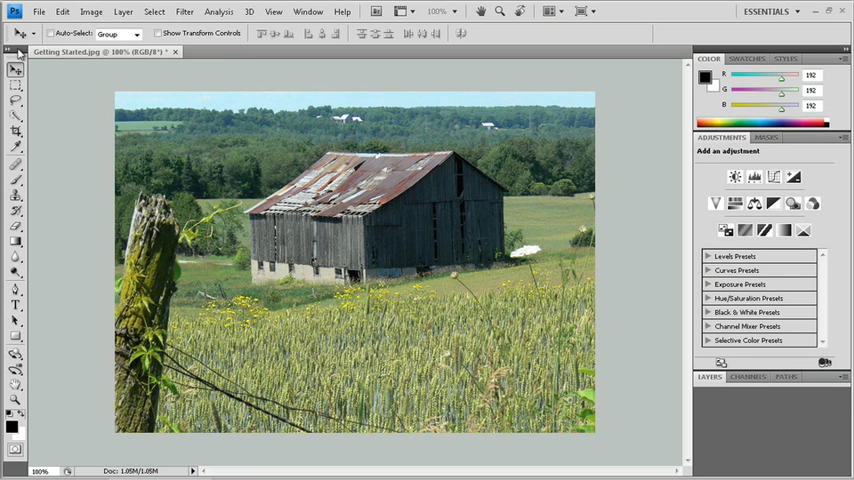 Ps File Edit Image Layer Select Filter Analysis 3D View Window Help 100% ESSENTIALS
Auto-Select: Group Show Transform Controls
Getting Started.jpg @ 100% (RGB/8*) *
COLOR SWATCHES STYLES
R 192
G 192
B 192
ADJUSTMENTS MASKS
Add an adjustment
Levels Presets
Curves Presets
Exposure Presets
Hue/Saturation Presets
Black & White Presets
Channel Mixer Presets
Selective Color Presets
LAYERS CHANNELS PATHS
100% Doc: 1.05M/1.05M